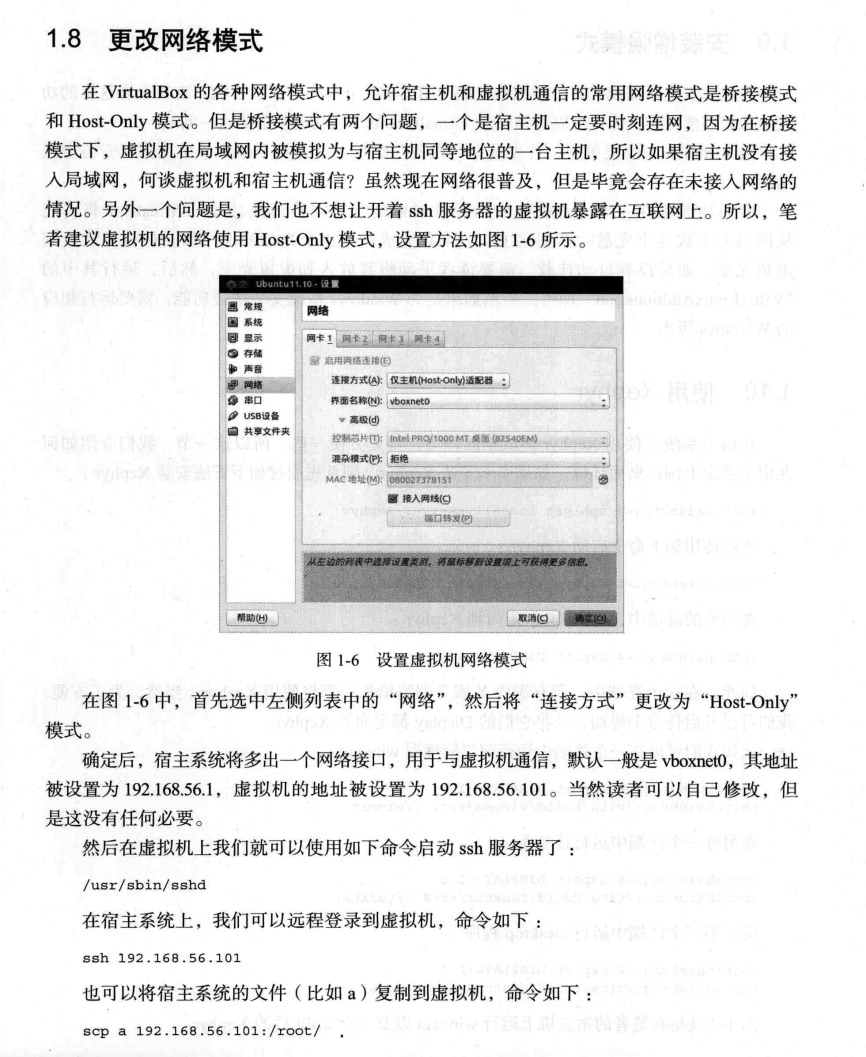 1.8 更改网络模式
在 VirtualBox 的各种网络模式中，允许宿主机和虚拟机通信的常用网络模式是桥接模式
和 Host-Only 模式。但是桥接模式有两个问题，一个是宿主机一定要时刻连网，因为在桥接
模式下，虚拟机在局域网内被模拟为与宿主机同等地位的一台主机，所以如果宿主机没有接
入局域网，何谈虚拟机和宿主机通信？虽然现在网络很普及，但是毕竟会存在未接入网络的
情况。另外一个问题是，我们也不想让开着 ssh 服务器的虚拟机暴露在互联网上。所以，笔
者建议虚拟机的网络使用 Host-Only 模式，设置方法如图 1-6 所示。
Ubuntu11.10 - 设置
常规
系统
显示
存储
声音
网络
串口
USB设备
共享文件夹
网络
网卡 1 网卡 2 网卡 3 网卡 4
启用网络连接(E)
连接方式(A): 仅主机(Host-Only)适配器
界面名称(N): vboxnet0
高级(d)
控制芯片(T): Intel PRO/1000 MT 桌面 (82540EM)
混杂模式(P): 拒绝
MAC 地址(M): 080027378151
接入网线(C)
端口转发(P)
从左边的列表中选择设置类别，将鼠标移到设置项上可获得更多信息。
帮助(H) 取消(C) 确定(O)
图 1-6 设置虚拟机网络模式
在图 1-6 中，首先选中左侧列表中的“网络”，然后将“连接方式”更改为“Host-Only”
模式。
确定后，宿主系统将多出一个网络接口，用于与虚拟机通信，默认一般是 vboxnet0，其地址
被设置为 192.168.56.1，虚拟机的地址被设置为 192.168.56.101。当然读者可以自己修改，但
是这没有任何必要。
然后在虚拟机上我们就可以使用如下命令启动 ssh 服务器了：
/usr/sbin/sshd
在宿主系统上，我们可以远程登录到虚拟机，命令如下：
ssh 192.168.56.101
也可以将宿主系统的文件（比如 a）复制到虚拟机，命令如下：
scp a 192.168.56.101:/root/